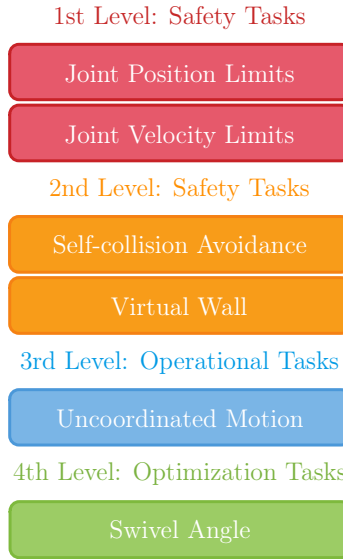 1st Level: Safety Tasks
Joint Position Limits
Joint Velocity Limits
2nd Level: Safety Tasks
Self-collision Avoidance
Virtual Wall
3rd Level: Operational Tasks
Uncoordinated Motion
4th Level: Optimization Tasks
Swivel Angle